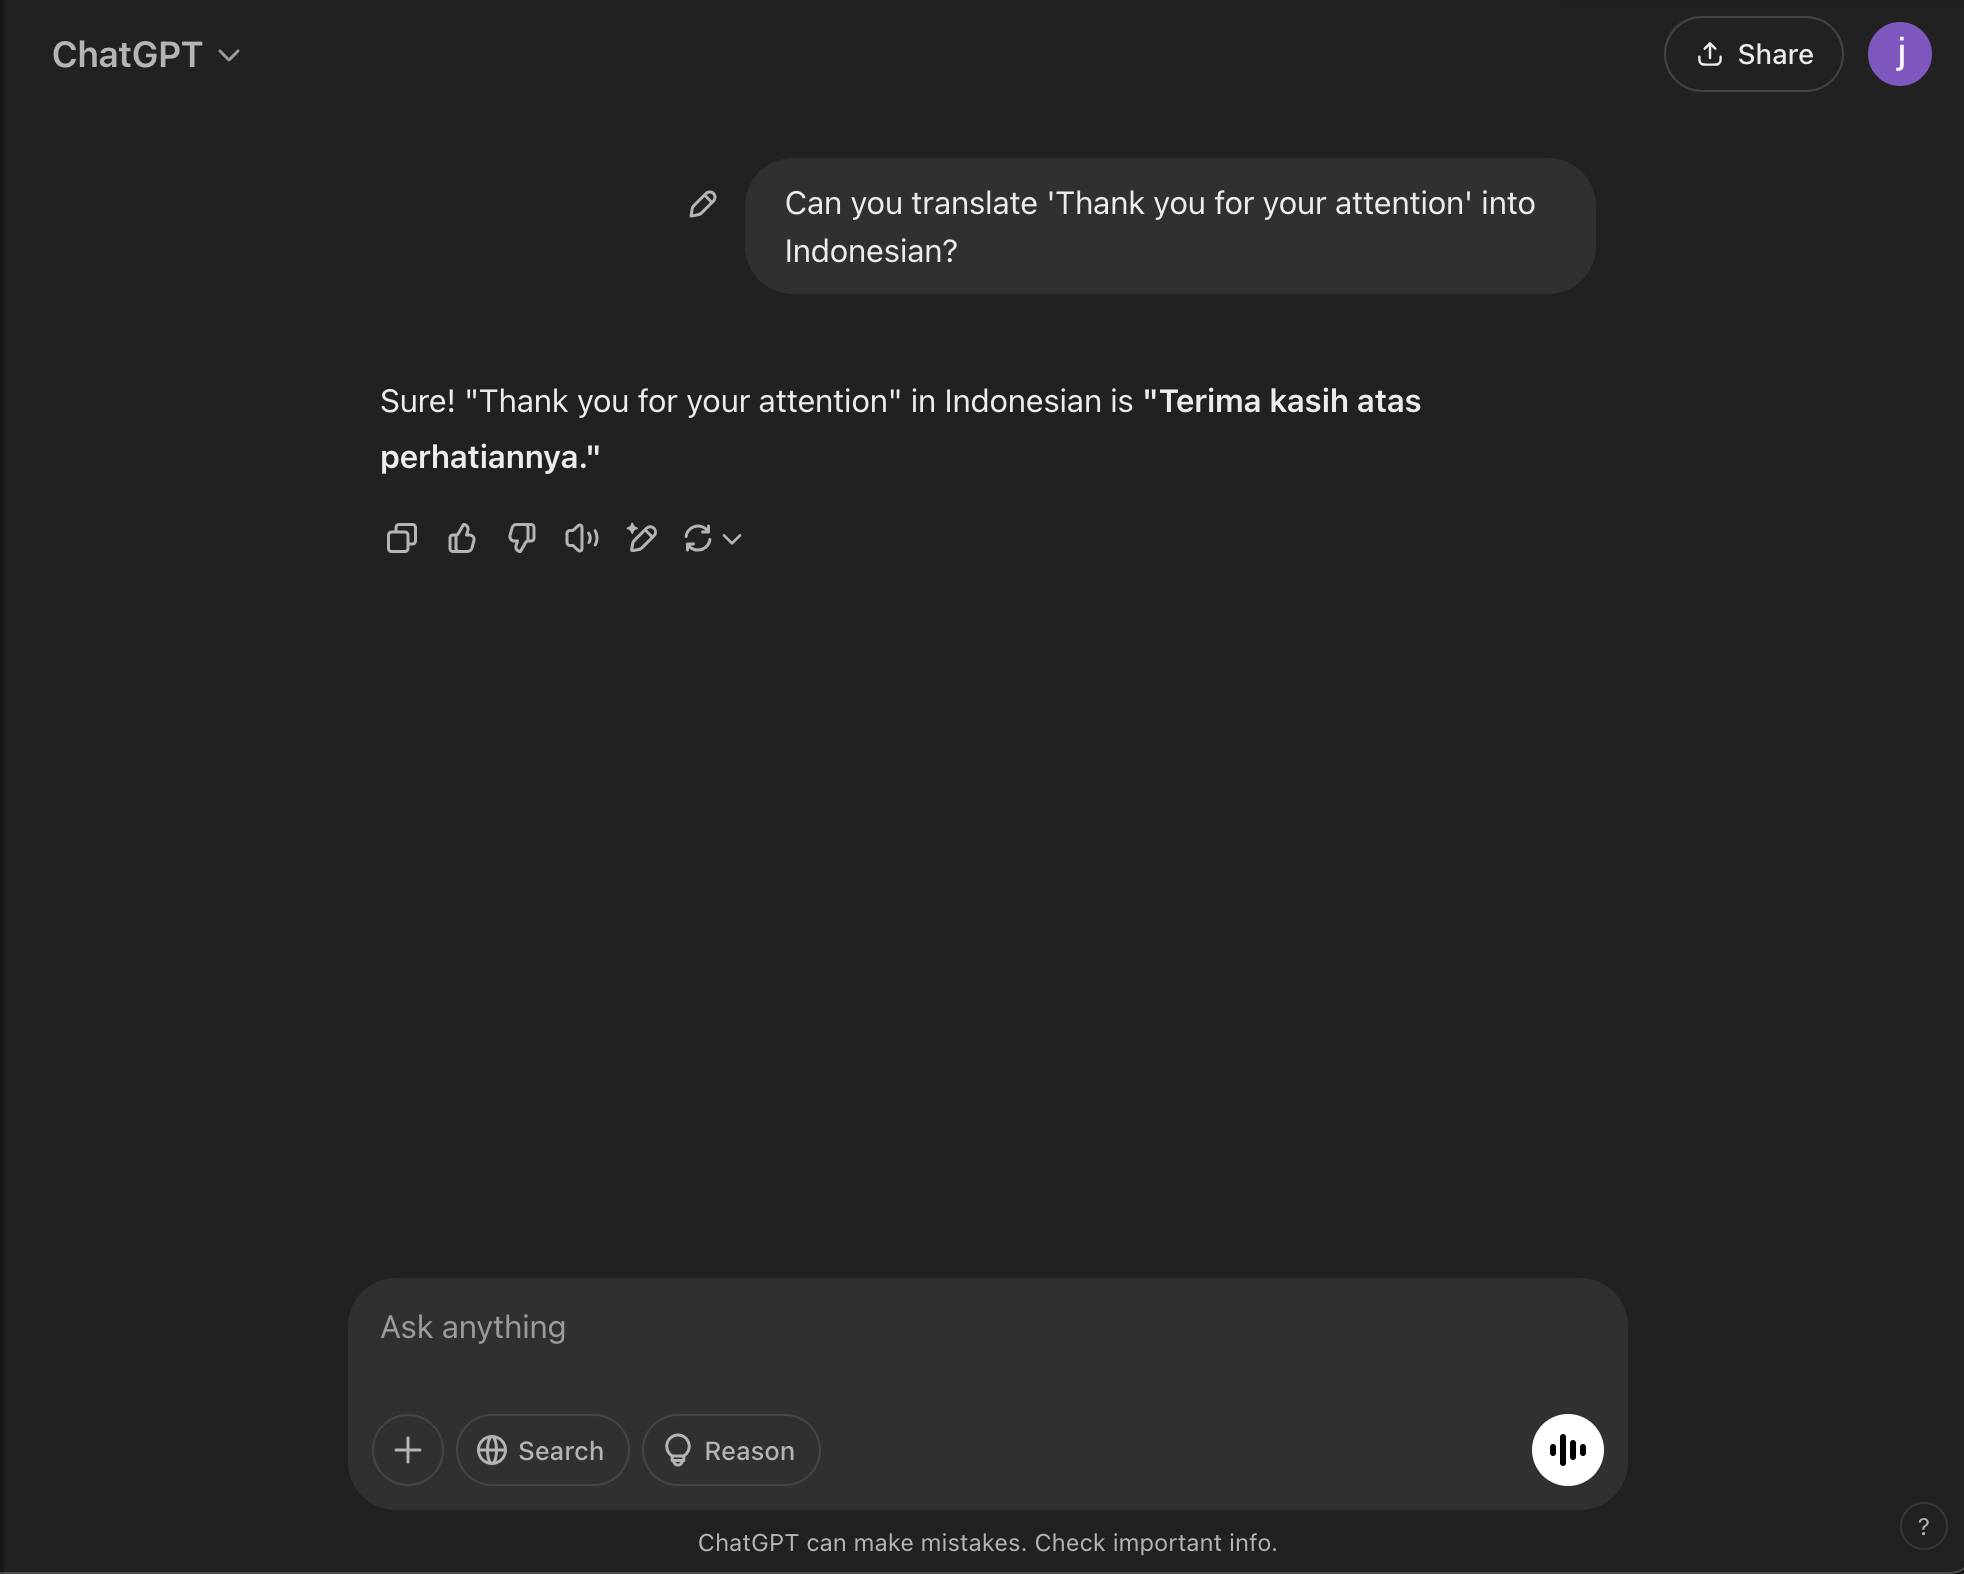 ChatGPT
Share
j
Can you translate 'Thank you for your attention' into
Indonesian?
Sure! "Thank you for your attention" in Indonesian is "Terima kasih atas
perhatiannya."
Ask anything
Search
Reason
ChatGPT can make mistakes. Check important info.
?